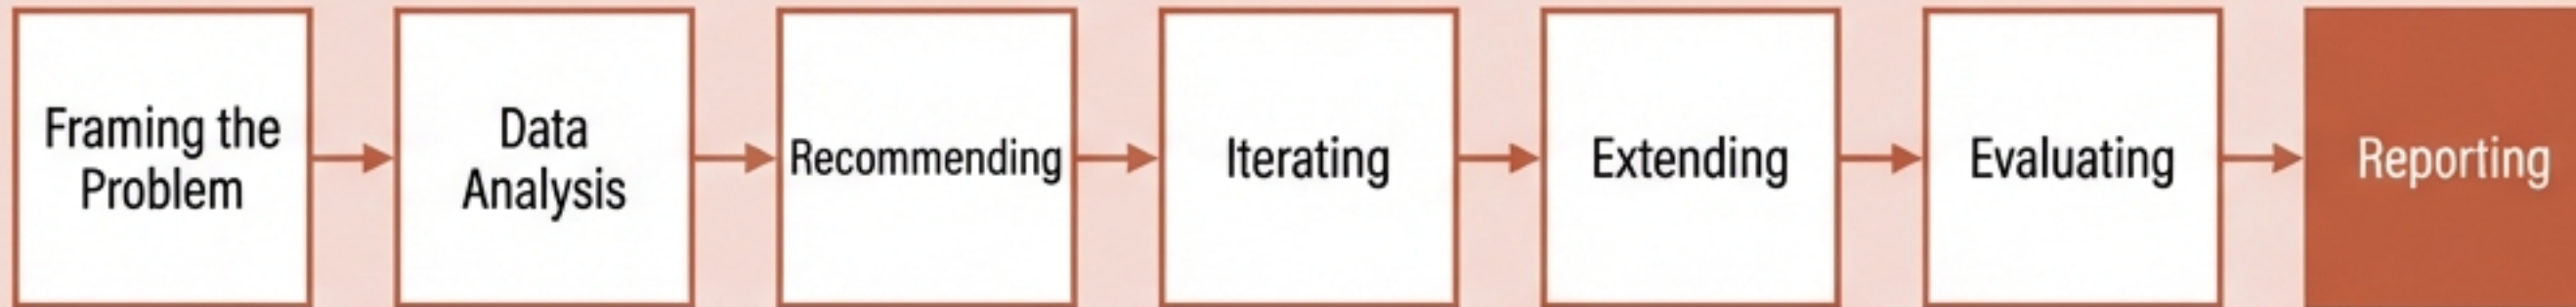 Framing the
Problem
Data
Analysis
Recommending
Iterating
Extending
Evaluating
Reporting